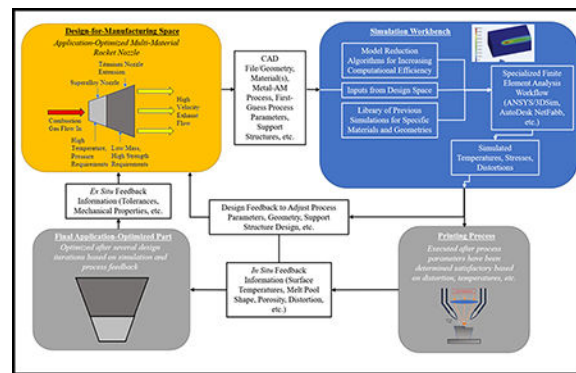 Design-for-Manufacturing Space
Application-Optimized Multi-Material
Rocket Nozzle
Titanium Nozzle
Extension
Superalloy Nozzle
Combustion
Gas Flow In
High
Velocity
Exhaust
Flow
High
Temperature,
Pressure
Requirements
Low Mass,
High Strength
Requirements
CAD
File/Geometry,
Material(s),
Metal-AM
Process, First-
Guess Process
Parameters,
Support
Structures, etc.
Simulation Workbench
Model Reduction
Algorithms for Increasing
Computational Efficiency
Inputs from Design Space
Library of Previous
Simulations for Specific
Materials and Geometries
Specialized Finite
Element Analysis
Workflow
(ANSYS/3DSim,
AutoDesk NetFabb,
etc.)
Simulated
Temperatures, Stresses,
Distortions
Ex Situ Feedback
Information (Tolerances,
Mechanical Properties, etc.
Design Feedback to Adjust Process
Parameters, Geometry, Support
Structure Design, etc.
Final Application-Optimized Part
Optimized after several design
iterations based on simulation and
process feedback
In Situ Feedback
Information (Surface
Temperatures, Melt Pool
Shape, Porosity, Distortion,
etc.)
Printing Process
Executed after process
parameters have been
determined satisfactory based
on distortion, temperatures, etc.